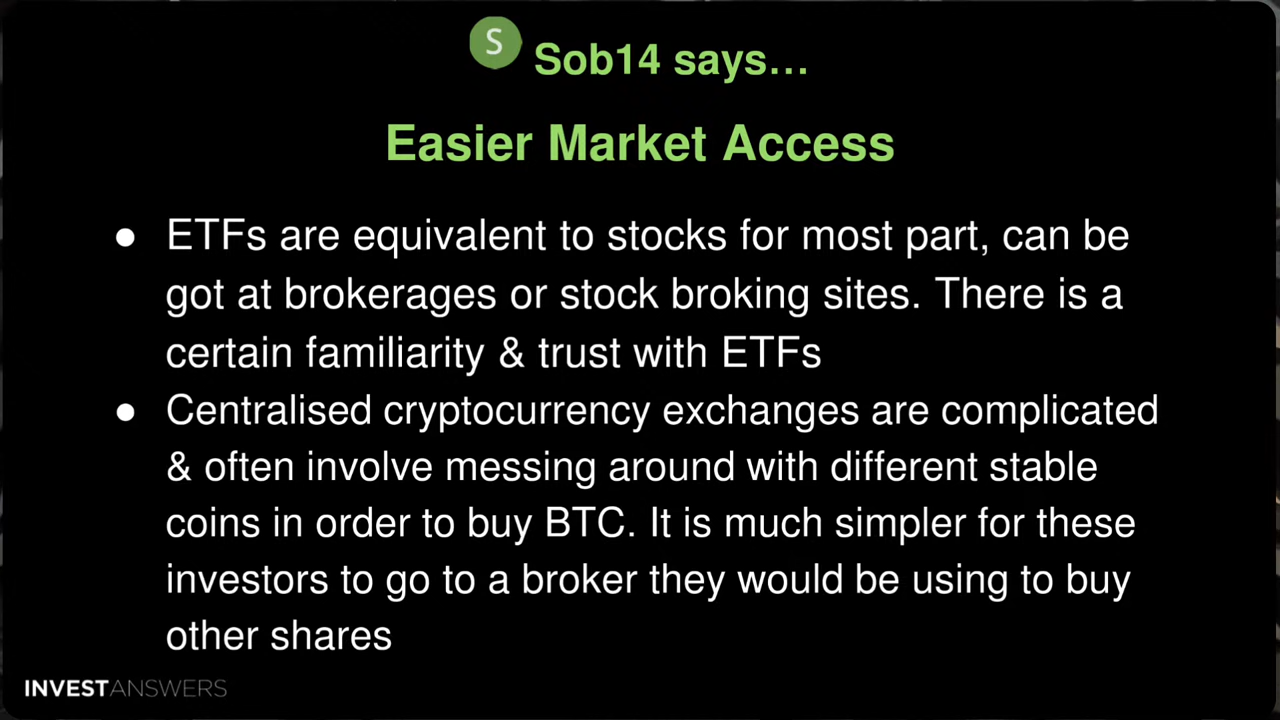 S Sob14 says...
Easier Market Access
● ETFs are equivalent to stocks for most part, can be
got at brokerages or stock broking sites. There is a
certain familiarity & trust with ETFs
● Centralised cryptocurrency exchanges are complicated
& often involve messing around with different stable
coins in order to buy BTC. It is much simpler for these
investors to go to a broker they would be using to buy
other shares
INVESTANSWERS